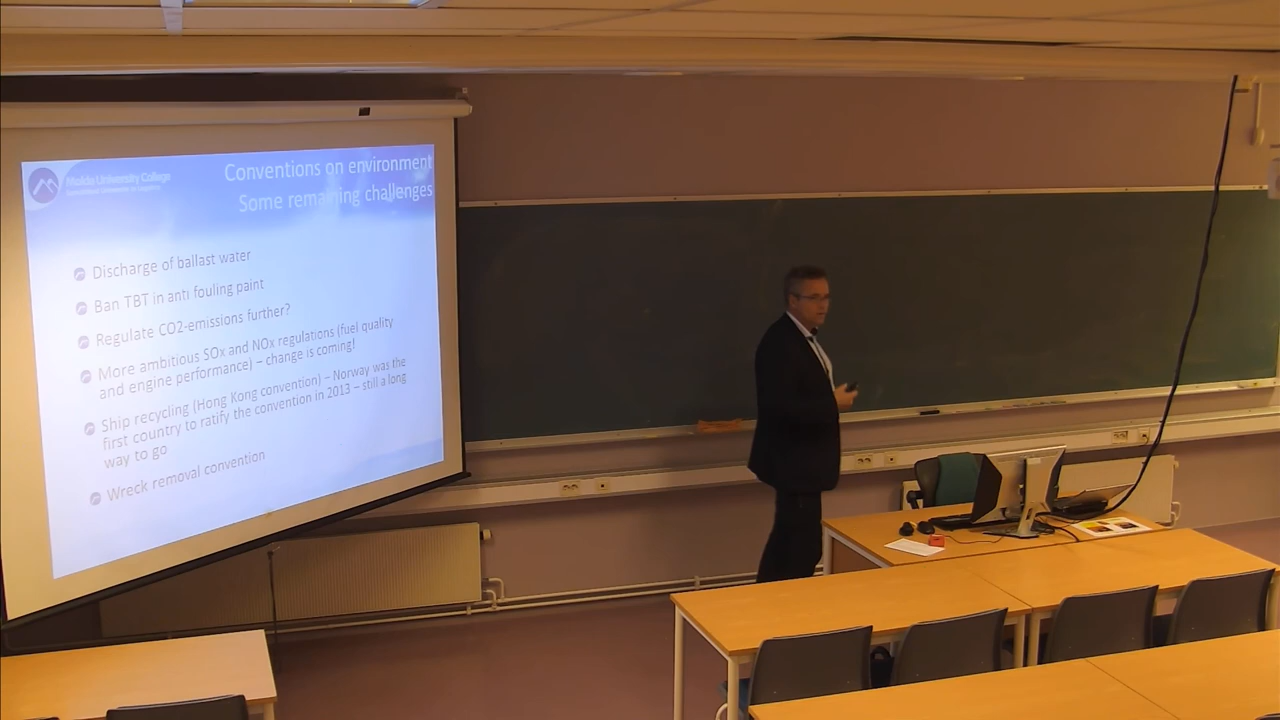 Molde University College
Conventions on environment
Some remaining challenges
Discharge of ballast water
Ban TBT in anti fouling paint
Regulate CO2-emissions further?
More ambitious SOx and NOx regulations (fuel quality
and engine performance) – change is coming!
Ship recycling (Hong Kong convention) – Norway was the
first country to ratify the convention in 2013 – still a long
way to go
Wreck removal convention